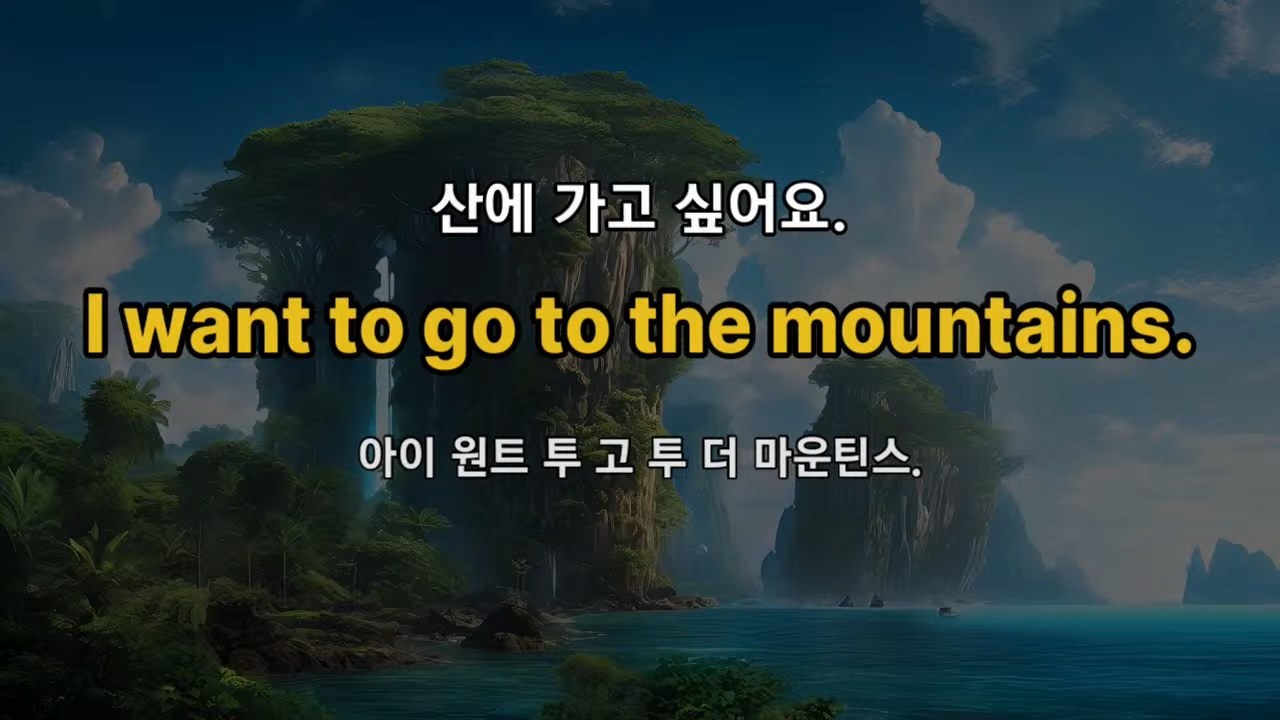 산에 가고 싶어요.
I want to go to the mountains.
아이 원트 투 고 투 더 마운틴스.